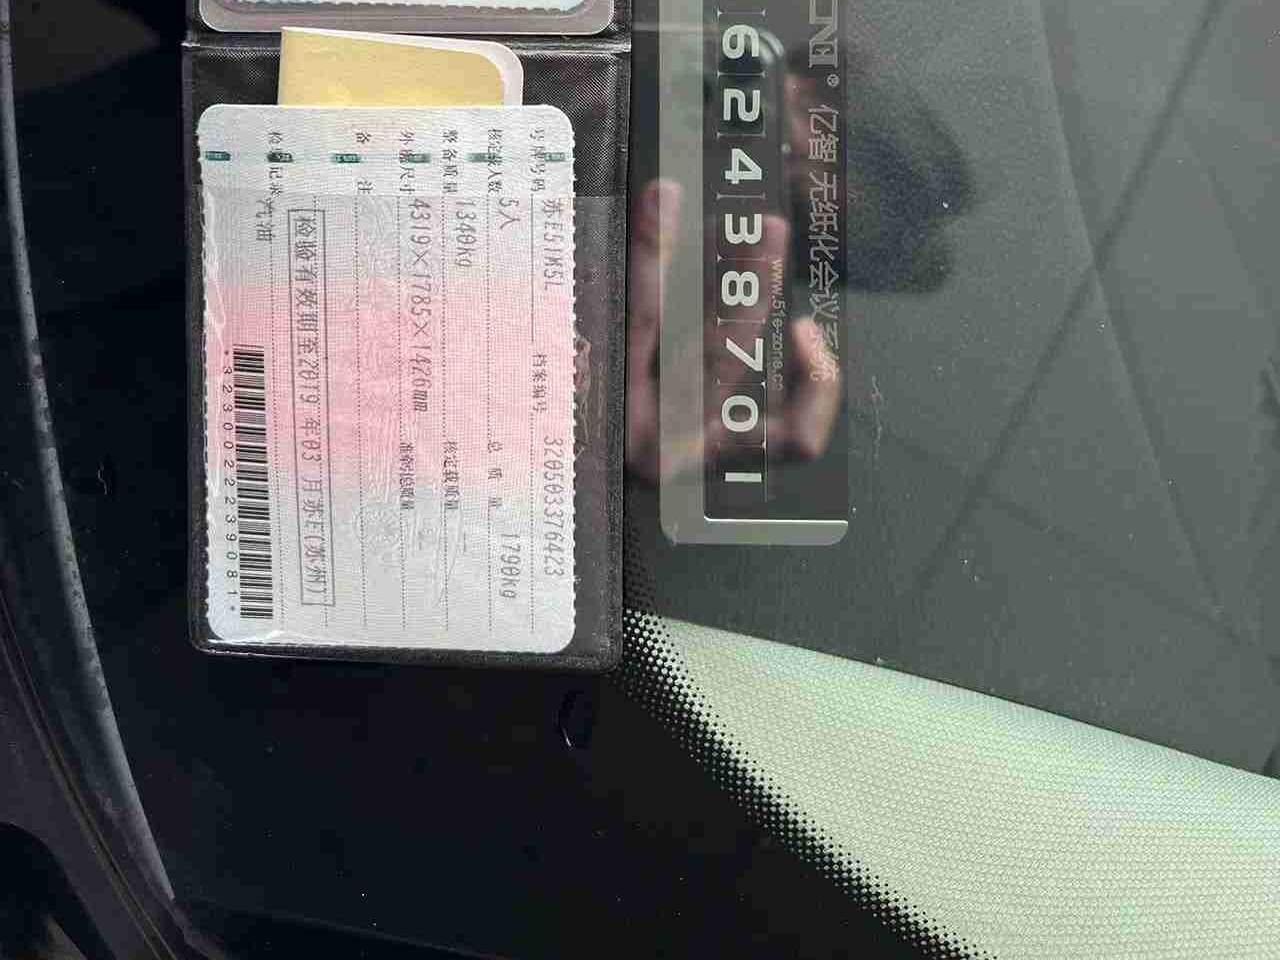 号牌号码 苏E51M5L 档案编号 320503376423
核定载人数 5人 总质量 1790kg
整备质量 1340kg 核定载质量 --
外廓尺寸 4319×1785×1426mm 准牵引总质量
备注
检验有效期至2019年03月苏E(苏州)
检验记录 汽油
*3230022239081*
亿智 无纸化会议系统
www.51e-zone.cc
62438701